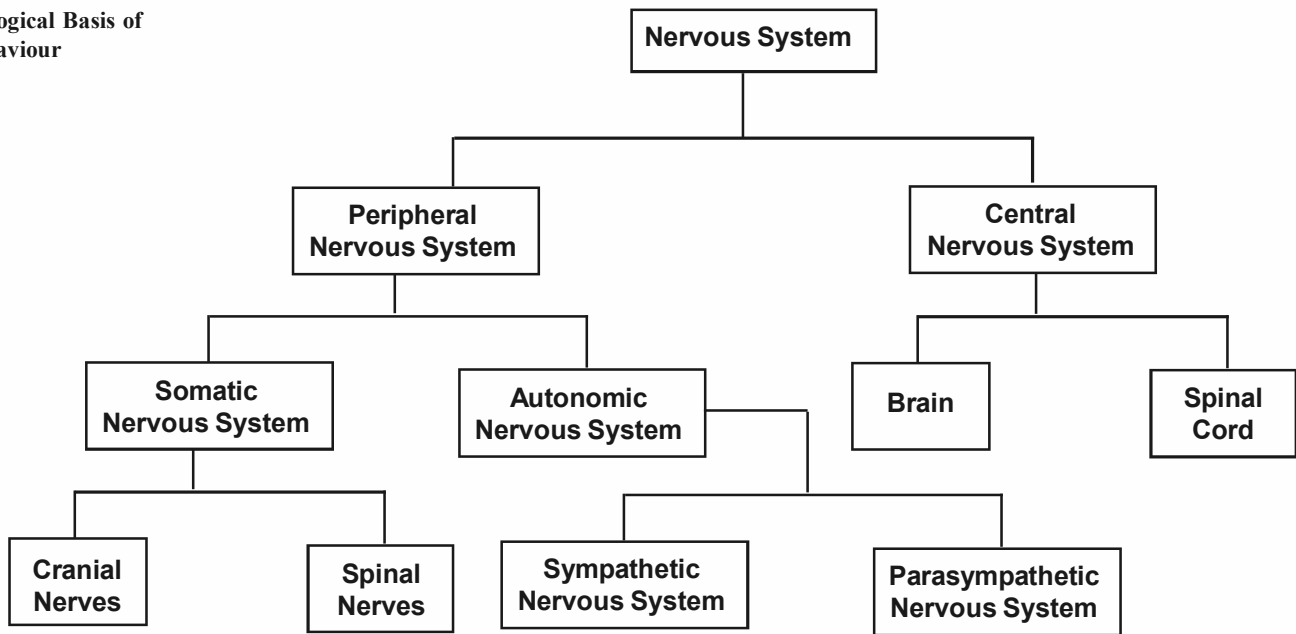 ogical Basis of
aviour
Nervous System
Peripheral
Nervous System
Central
Nervous System
Somatic
Nervous System
Autonomic
Nervous System
Brain
Spinal
Cord
Cranial
Nerves
Spinal
Nerves
Sympathetic
Nervous System
Parasympathetic
Nervous System